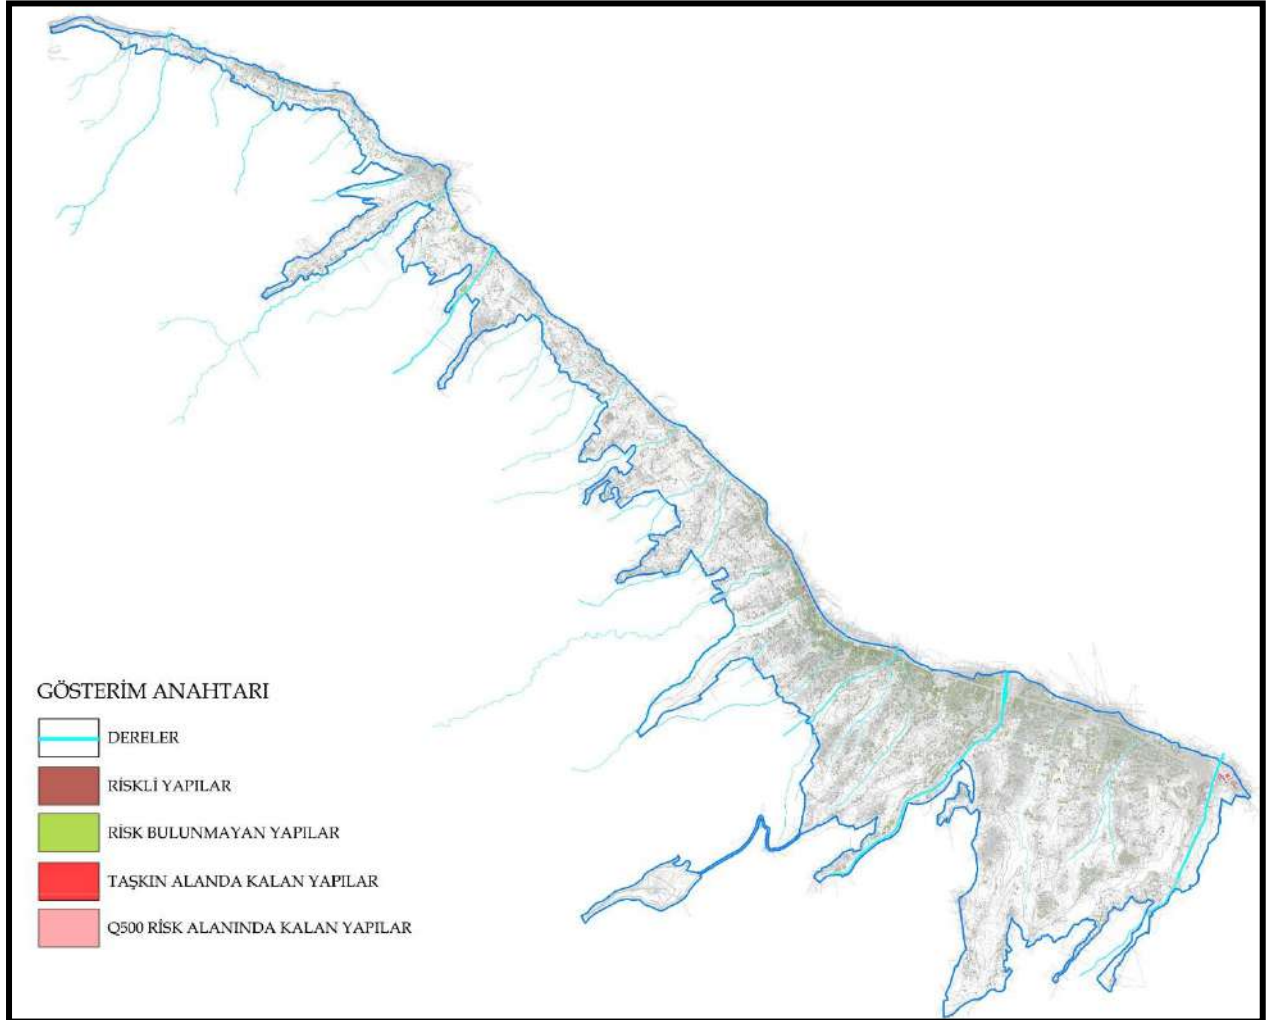 GÖSTERİM ANAHTARI
DERELER
RİSKLİ YAPILAR
RİSK BULUNMAYAN YAPILAR
TAŞKIN ALANDA KALAN YAPILAR
Q500 RİSK ALANINDA KALAN YAPILAR